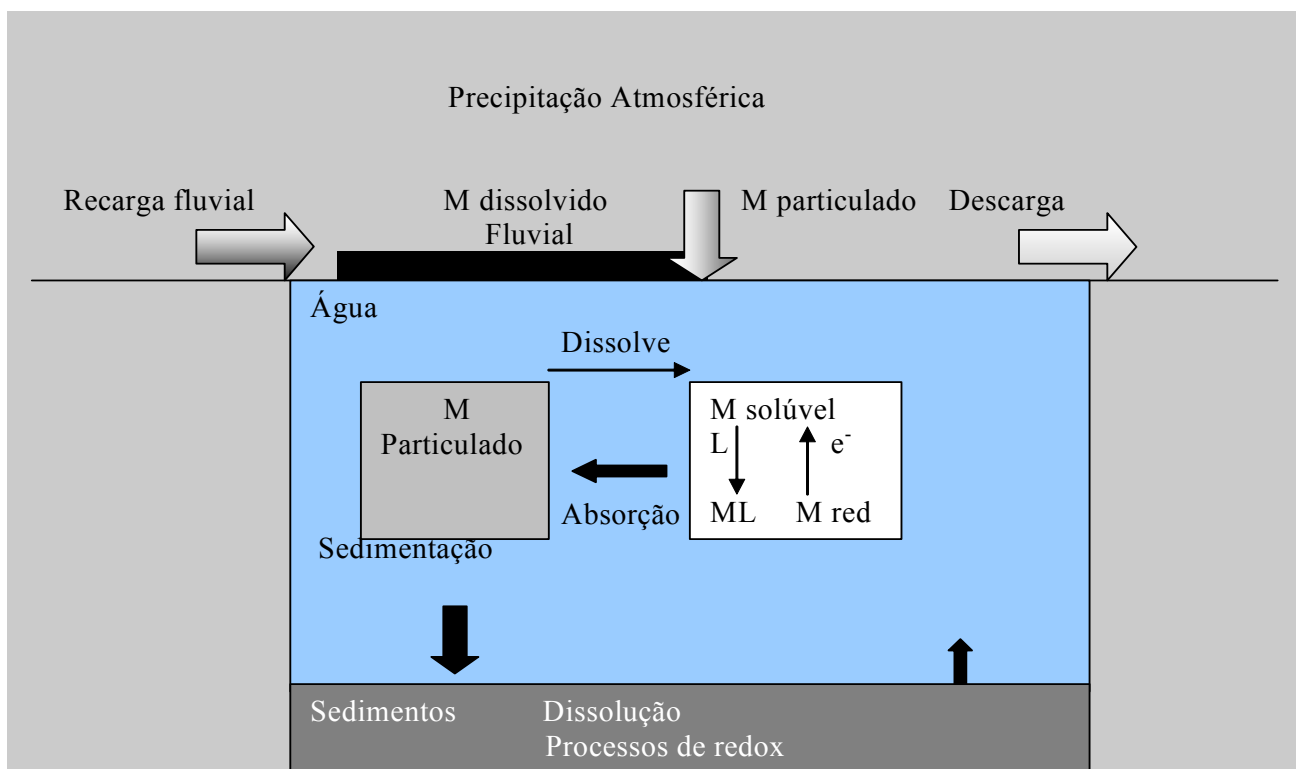 Precipitação Atmosférica
Recarga fluvial
M dissolvido
Fluvial
M particulado
Descarga
Água
Dissolve
M
Particulado
M solúvel
L
e-
Absorção
ML
M red
Sedimentação
Sedimentos
Dissolução
Processos de redox